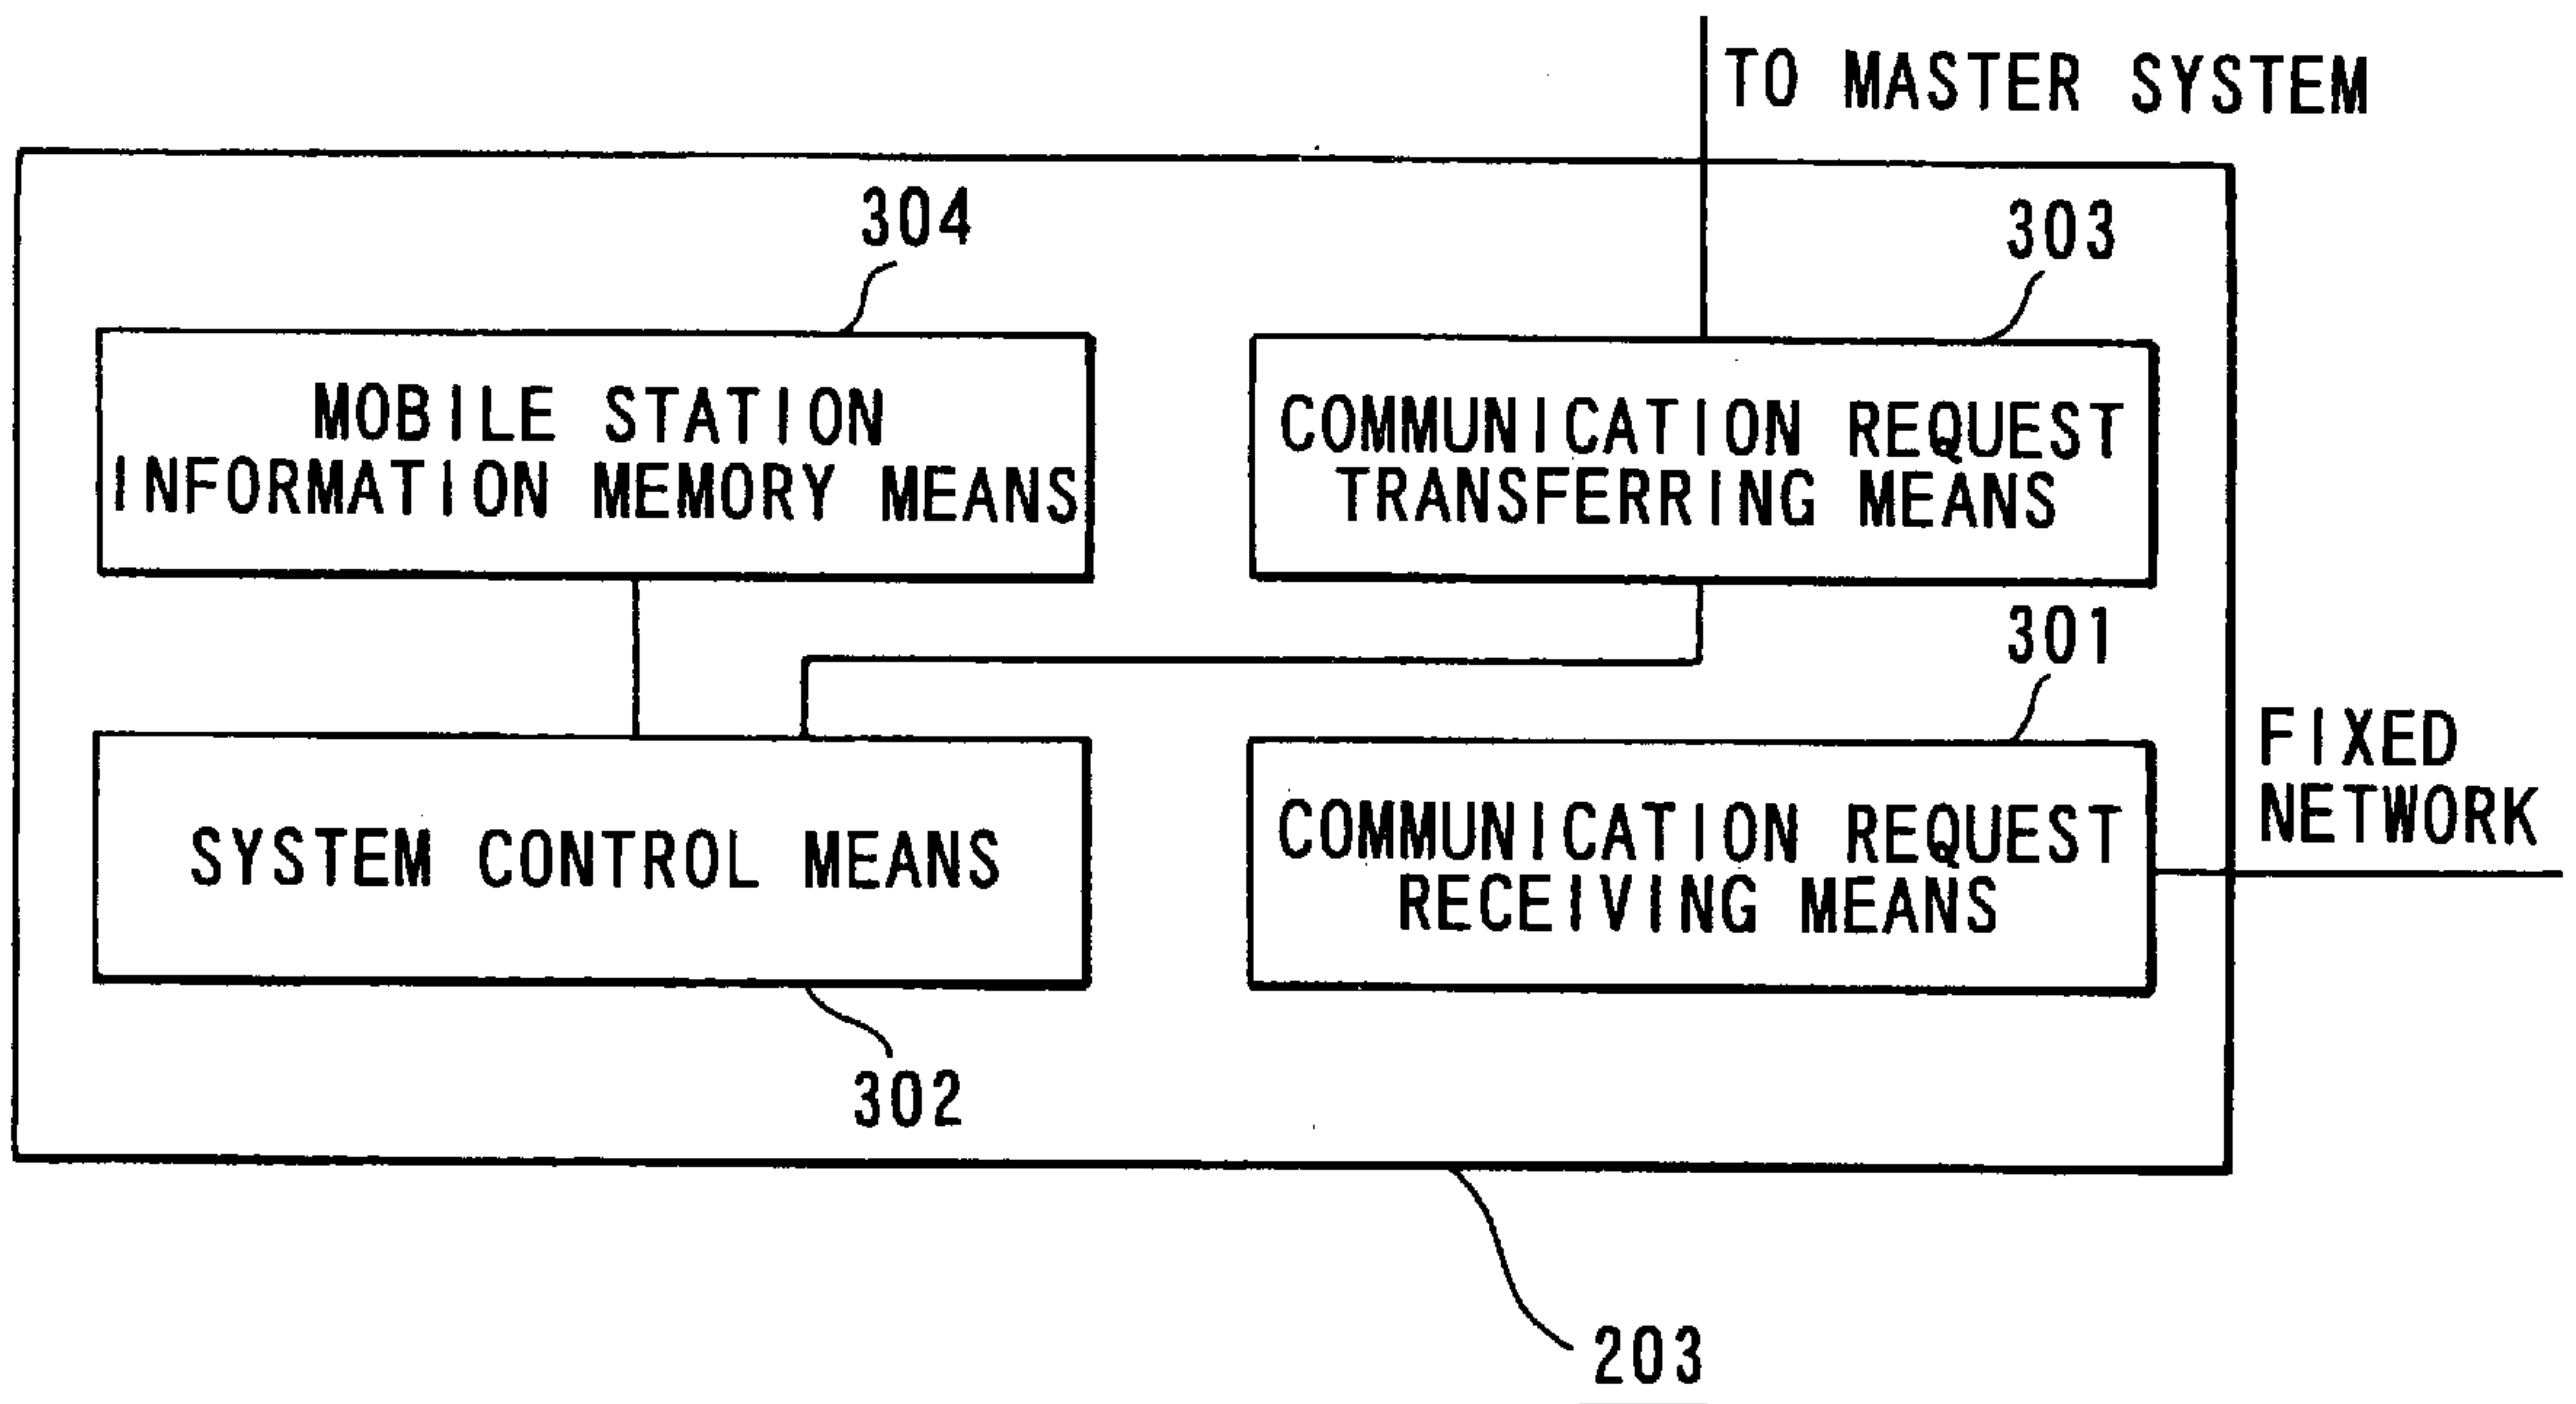 TO MASTER SYSTEM
304
303
MOBILE STATION
INFORMATION MEMORY MEANS
COMMUNICATION REQUEST
TRANSFERRING MEANS
301
FIXED
NETWORK
SYSTEM CONTROL MEANS
COMMUNICATION REQUEST
RECEIVING MEANS
302
203